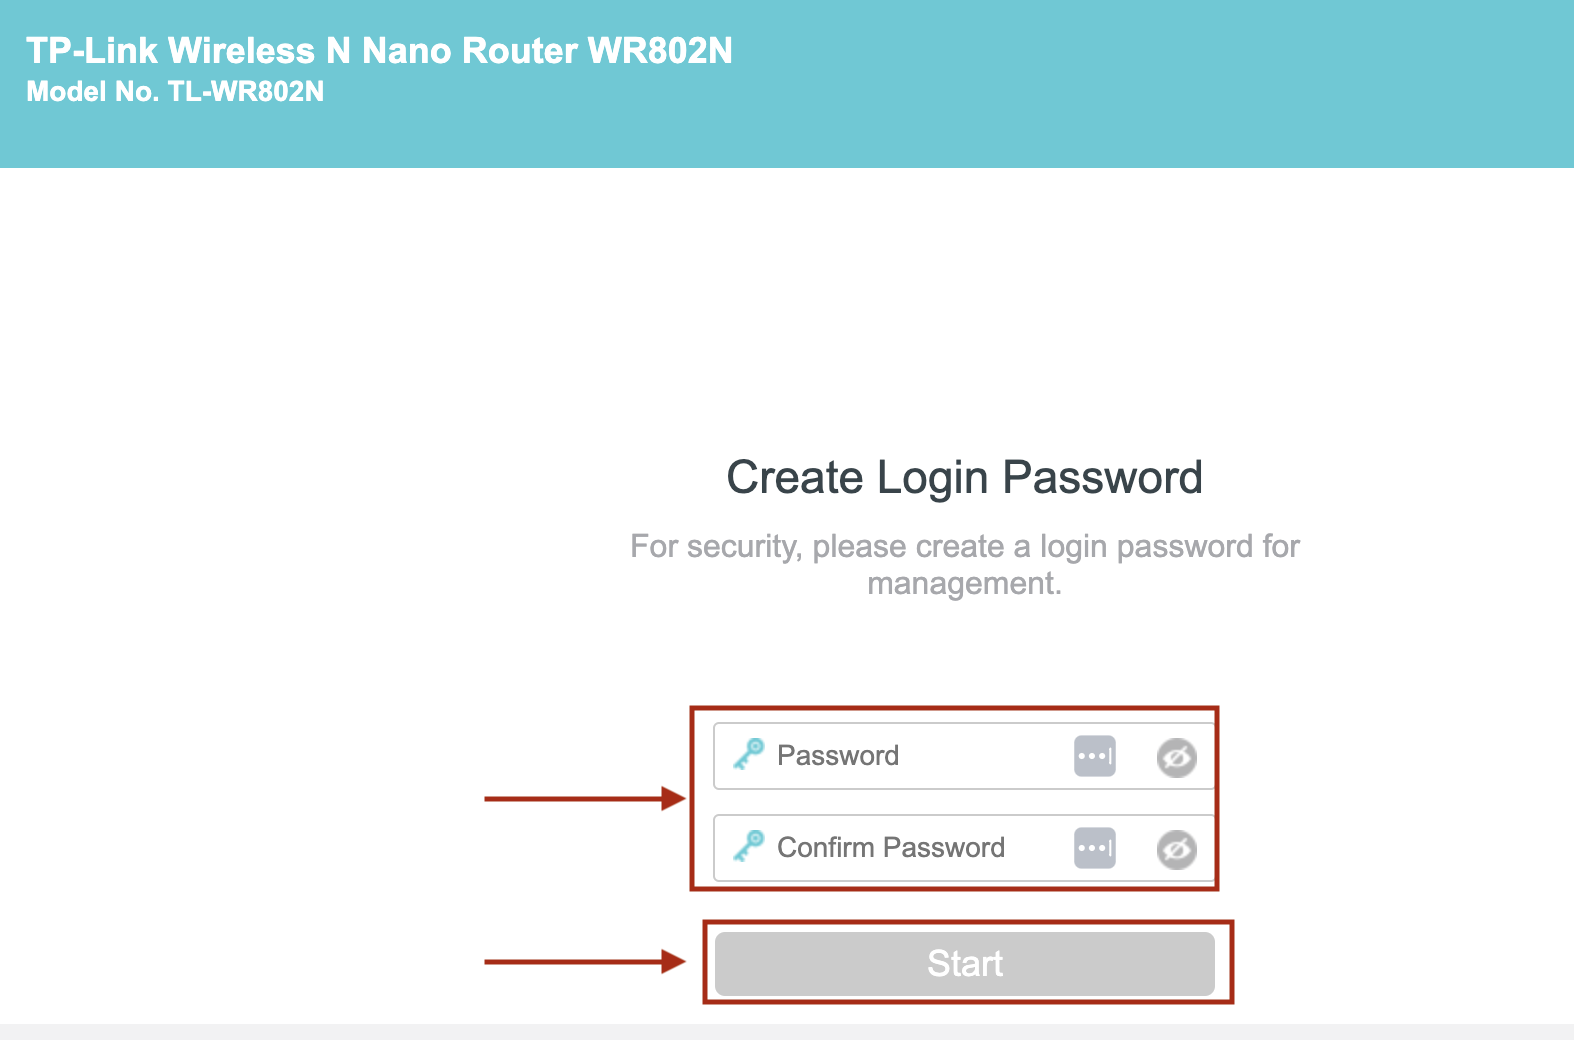 TP-Link Wireless N Nano Router WR802N
Model No. TL-WR802N
Create Login Password
For security, please create a login password for
management.
Password
Confirm Password
Start